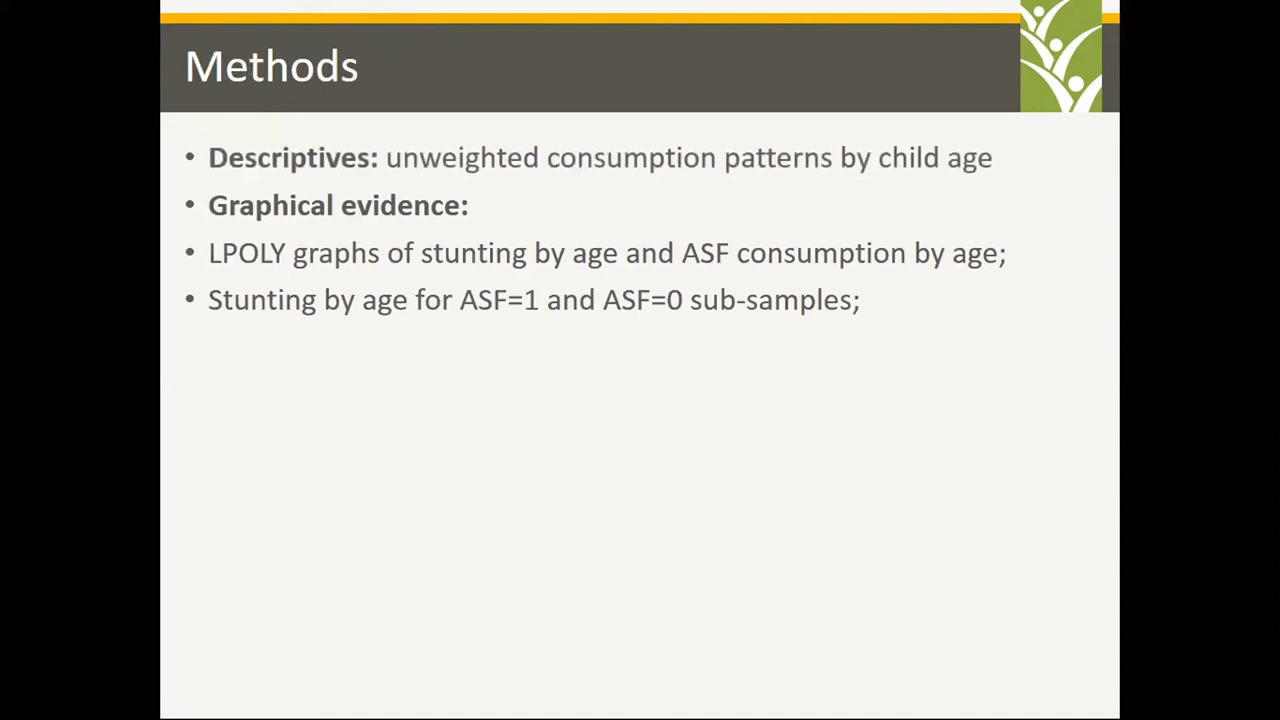 Methods
• Descriptives: unweighted consumption patterns by child age
• Graphical evidence:
• LPOLY graphs of stunting by age and ASF consumption by age;
• Stunting by age for ASF=1 and ASF=0 sub-samples;